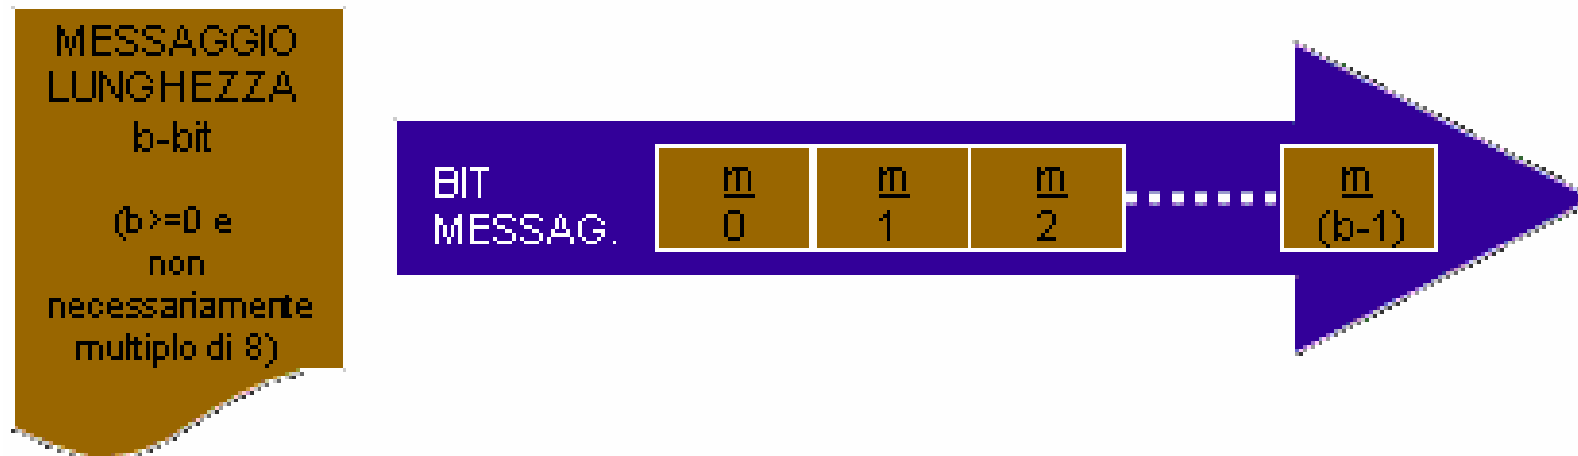 MESSAGGIO
LUNGHEZZA
b-bit
(b>=0 e
non
necessariamente
multiplo di 8)
BIT
MESSAG.
m m m m
0 1 2 (b-1)